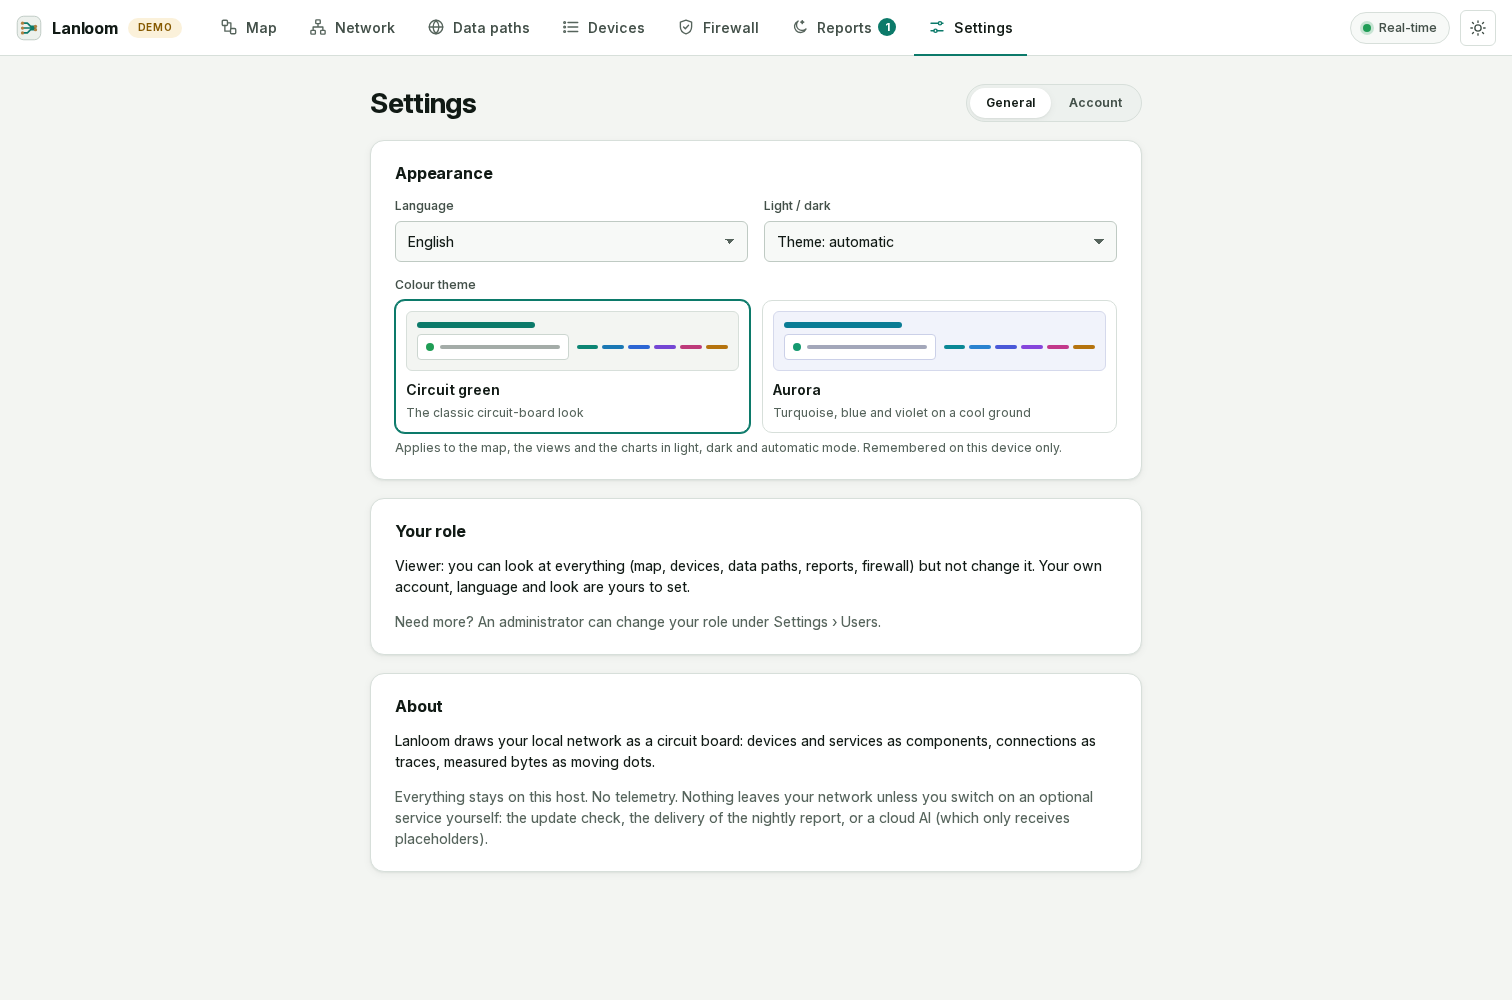 Lanloom DEMO Map Network Data paths Devices Firewall Reports 1 Settings Real-time
Settings
General Account
Appearance
Language Light / dark
English Theme: automatic
Colour theme
Circuit green Aurora
The classic circuit-board look Turquoise, blue and violet on a cool ground
Applies to the map, the views and the charts in light, dark and automatic mode. Remembered on this device only.
Your role
Viewer: you can look at everything (map, devices, data paths, reports, firewall) but not change it. Your own
account, language and look are yours to set.
Need more? An administrator can change your role under Settings › Users.
About
Lanloom draws your local network as a circuit board: devices and services as components, connections as
traces, measured bytes as moving dots.
Everything stays on this host. No telemetry. Nothing leaves your network unless you switch on an optional
service yourself: the update check, the delivery of the nightly report, or a cloud AI (which only receives
placeholders).